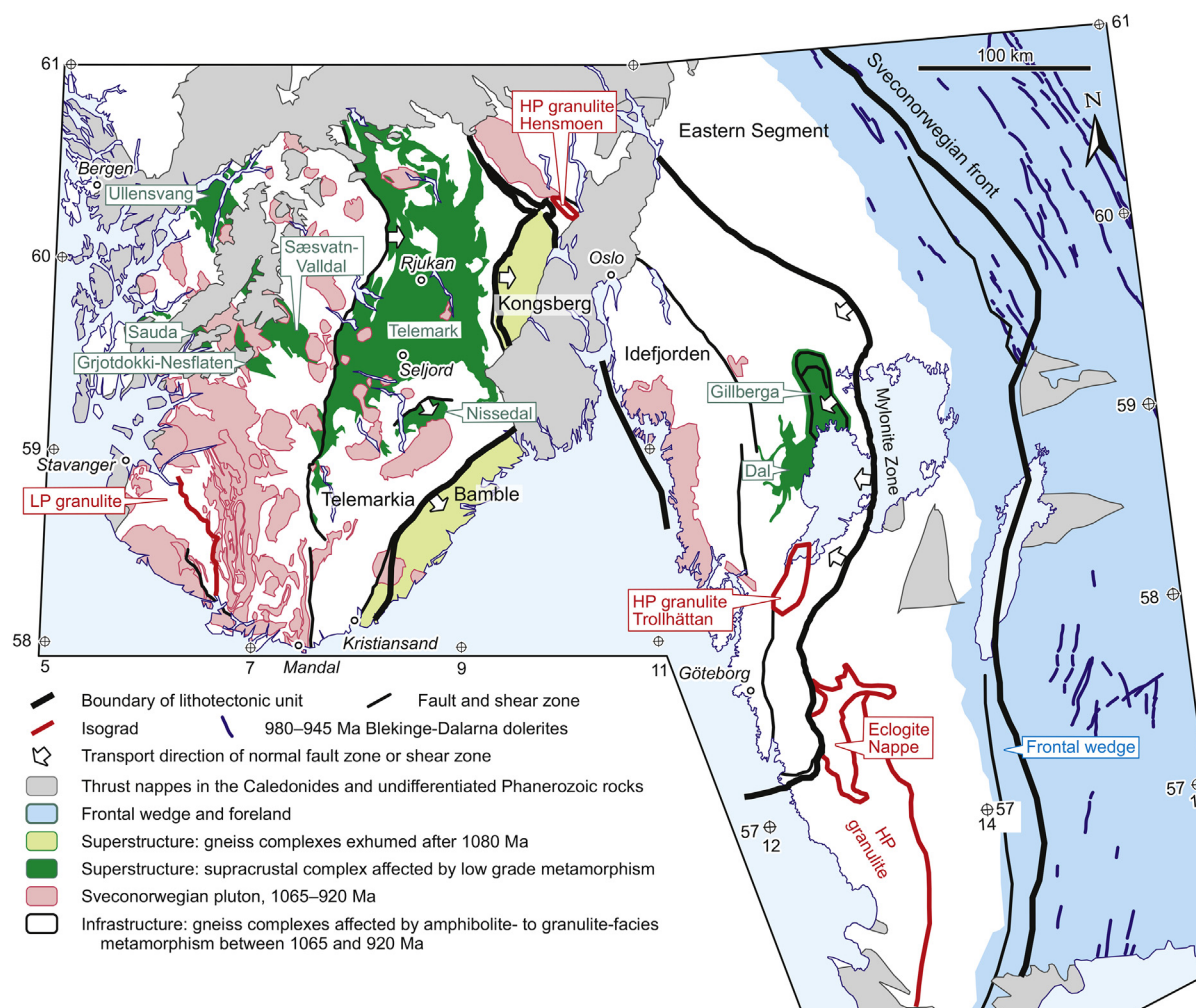 61
61
100 km
N
Sveconorwegian front
HP granulite
Hensmoen
Eastern Segment
Bergen
Ullensvang
60
60
Sæsvatn-
Valldal
Rjukan
Oslo
Kongsberg
Sauda
Telemark
Grjotdokki-Nesflaten
Seljord
Idefjorden
Gillberga
Mylonite Zone
Nissedal
59
59
Stavanger
Dal
LP granulite
Telemarkia
Bamble
HP granulite
Trollhättan
58
58
Kristiansand
5
7
Mandal
9
11
Göteborg
Eclogite
Nappe
Frontal wedge
HP
granulite
57
12
57
14
57
1
Boundary of lithotectonic unit
Fault and shear zone
Isograd
980–945 Ma Blekinge-Dalarna dolerites
Transport direction of normal fault zone or shear zone
Thrust nappes in the Caledonides and undifferentiated Phanerozoic rocks
Frontal wedge and foreland
Superstructure: gneiss complexes exhumed after 1080 Ma
Superstructure: supracrustal complex affected by low grade metamorphism
Sveconorwegian pluton, 1065–920 Ma
Infrastructure: gneiss complexes affected by amphibolite- to granulite-facies
metamorphism between 1065 and 920 Ma